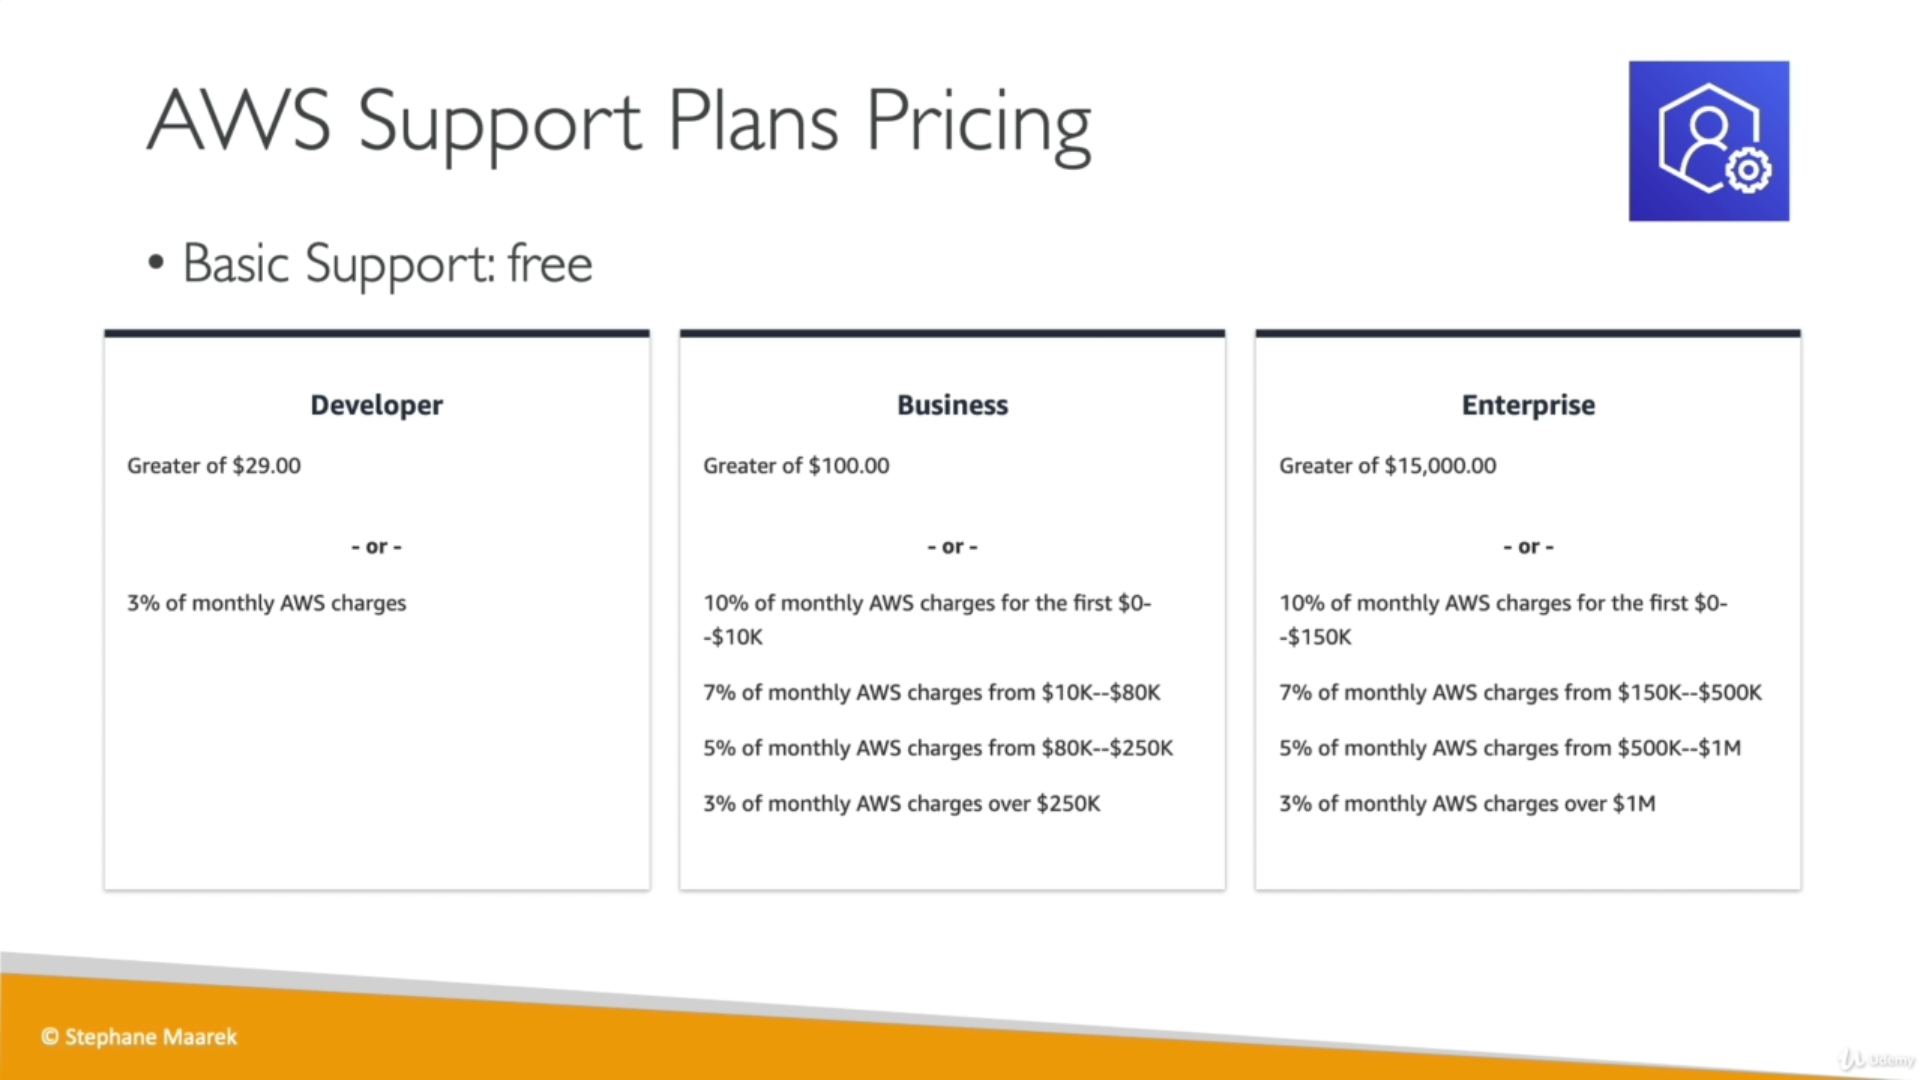 AWS Support Plans Pricing
• Basic Support: free
Developer
Greater of $29.00
- or -
3% of monthly AWS charges
Business
Greater of $100.00
- or -
10% of monthly AWS charges for the first $0-
-$10K
7% of monthly AWS charges from $10K--$80K
5% of monthly AWS charges from $80K--$250K
3% of monthly AWS charges over $250K
Enterprise
Greater of $15,000.00
- or -
10% of monthly AWS charges for the first $0-
-$150K
7% of monthly AWS charges from $150K--$500K
5% of monthly AWS charges from $500K--$1M
3% of monthly AWS charges over $1M
© Stephane Maarek
Udemy